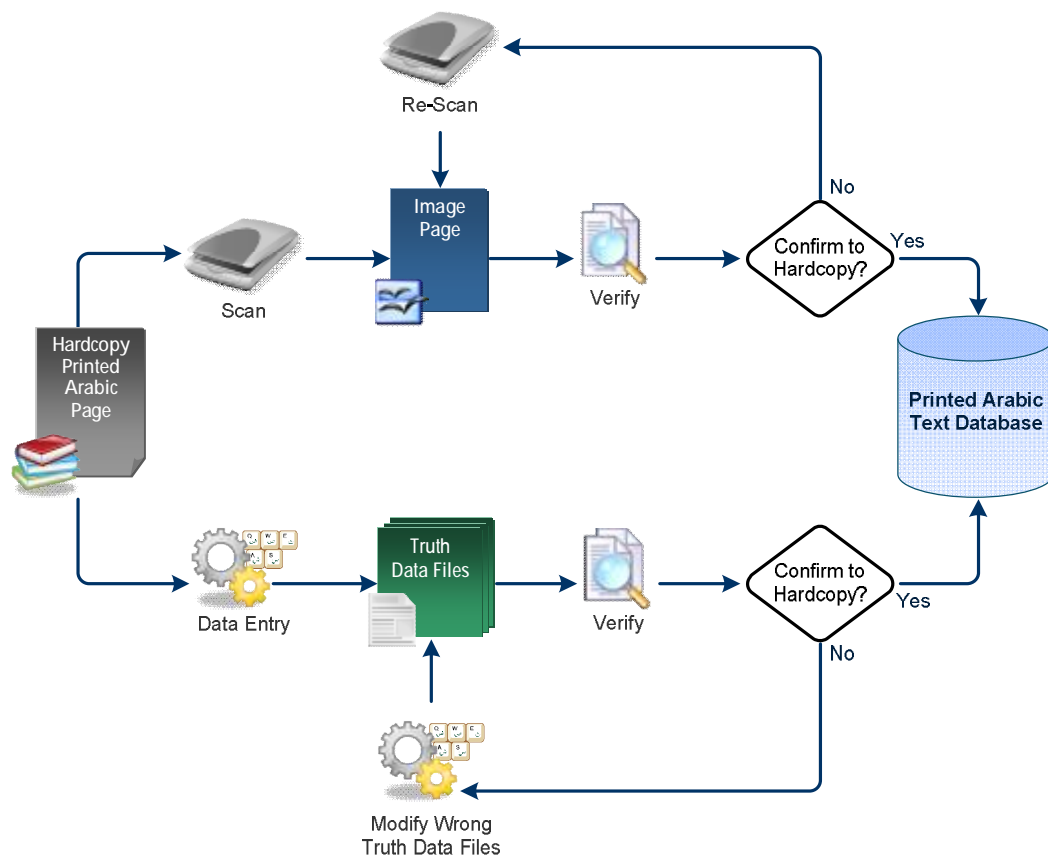 Re-Scan
No
Image
Page
Confirm to
Hardcopy?
Yes
Scan
Verify
Hardcopy
Printed
Arabic
Page
Printed Arabic
Text Database
Q W E
A S
Data Entry
Truth
Data Files
Verify
Confirm to
Hardcopy?
Yes
No
Q W E
A S
Modify Wrong
Truth Data Files